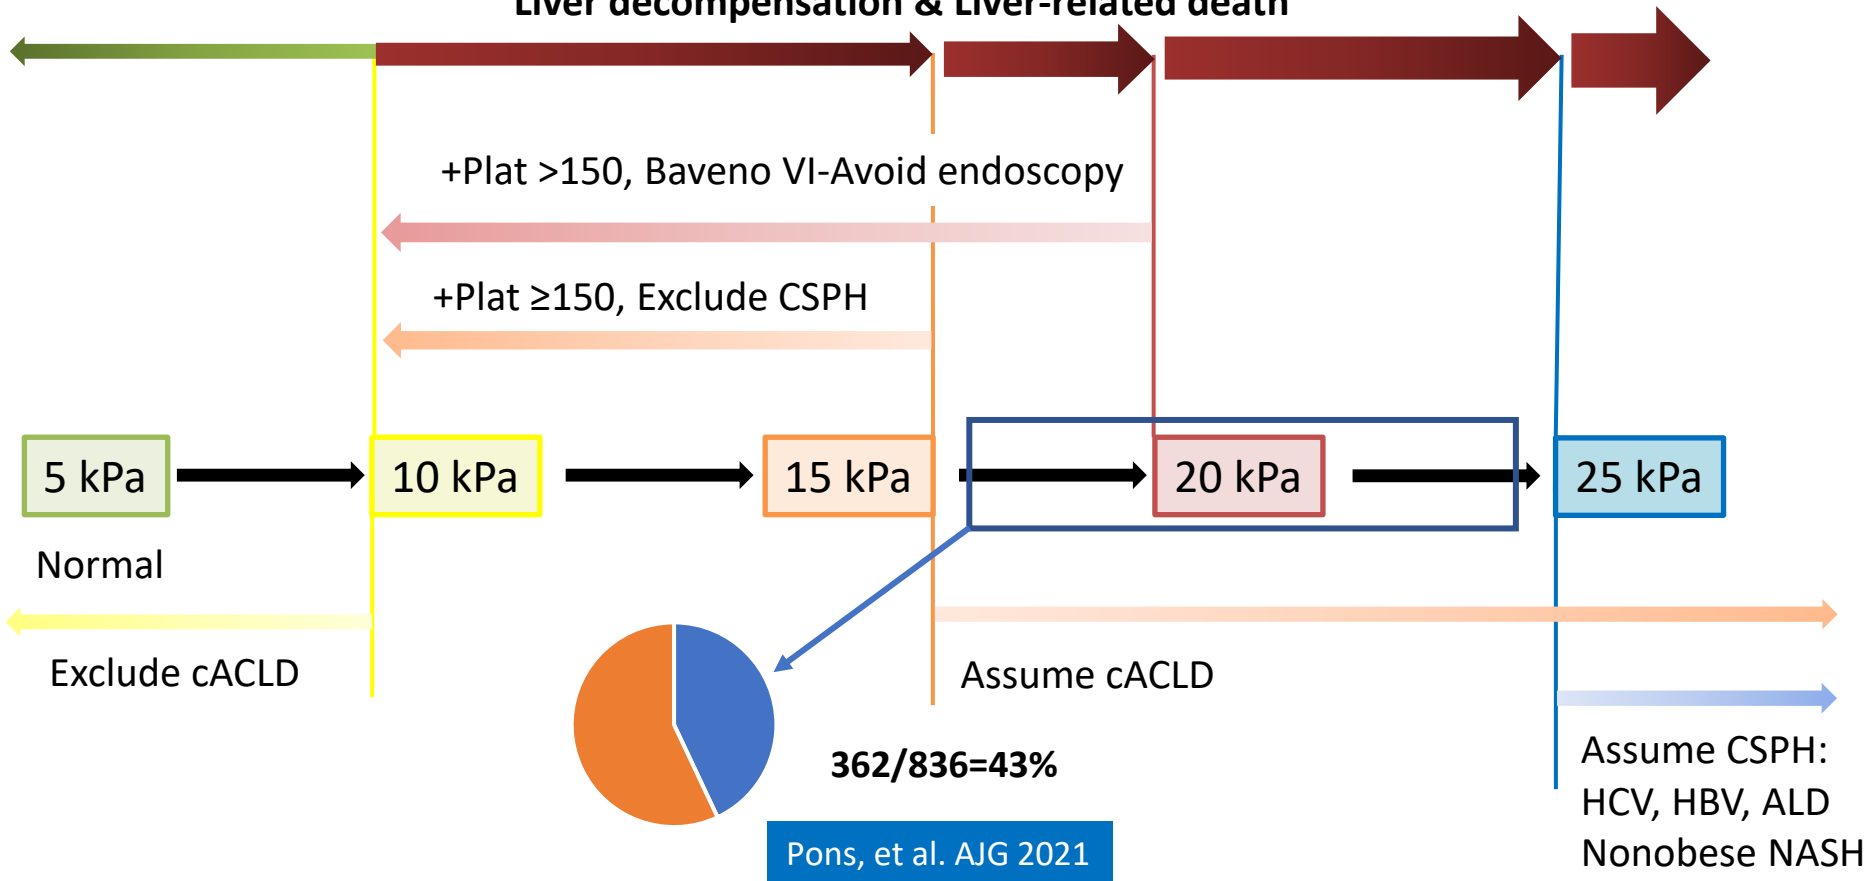 Liver decompensation & Liver-related death
+Plat >150, Baveno VI-Avoid endoscopy
+Plat ≥150, Exclude CSPH
5 kPa
10 kPa
15 kPa
20 kPa
25 kPa
Normal
Exclude cACLD
Assume cACLD
362/836=43%
Assume CSPH:
HCV, HBV, ALD
Nonobese NASH
Pons, et al. AJG 2021